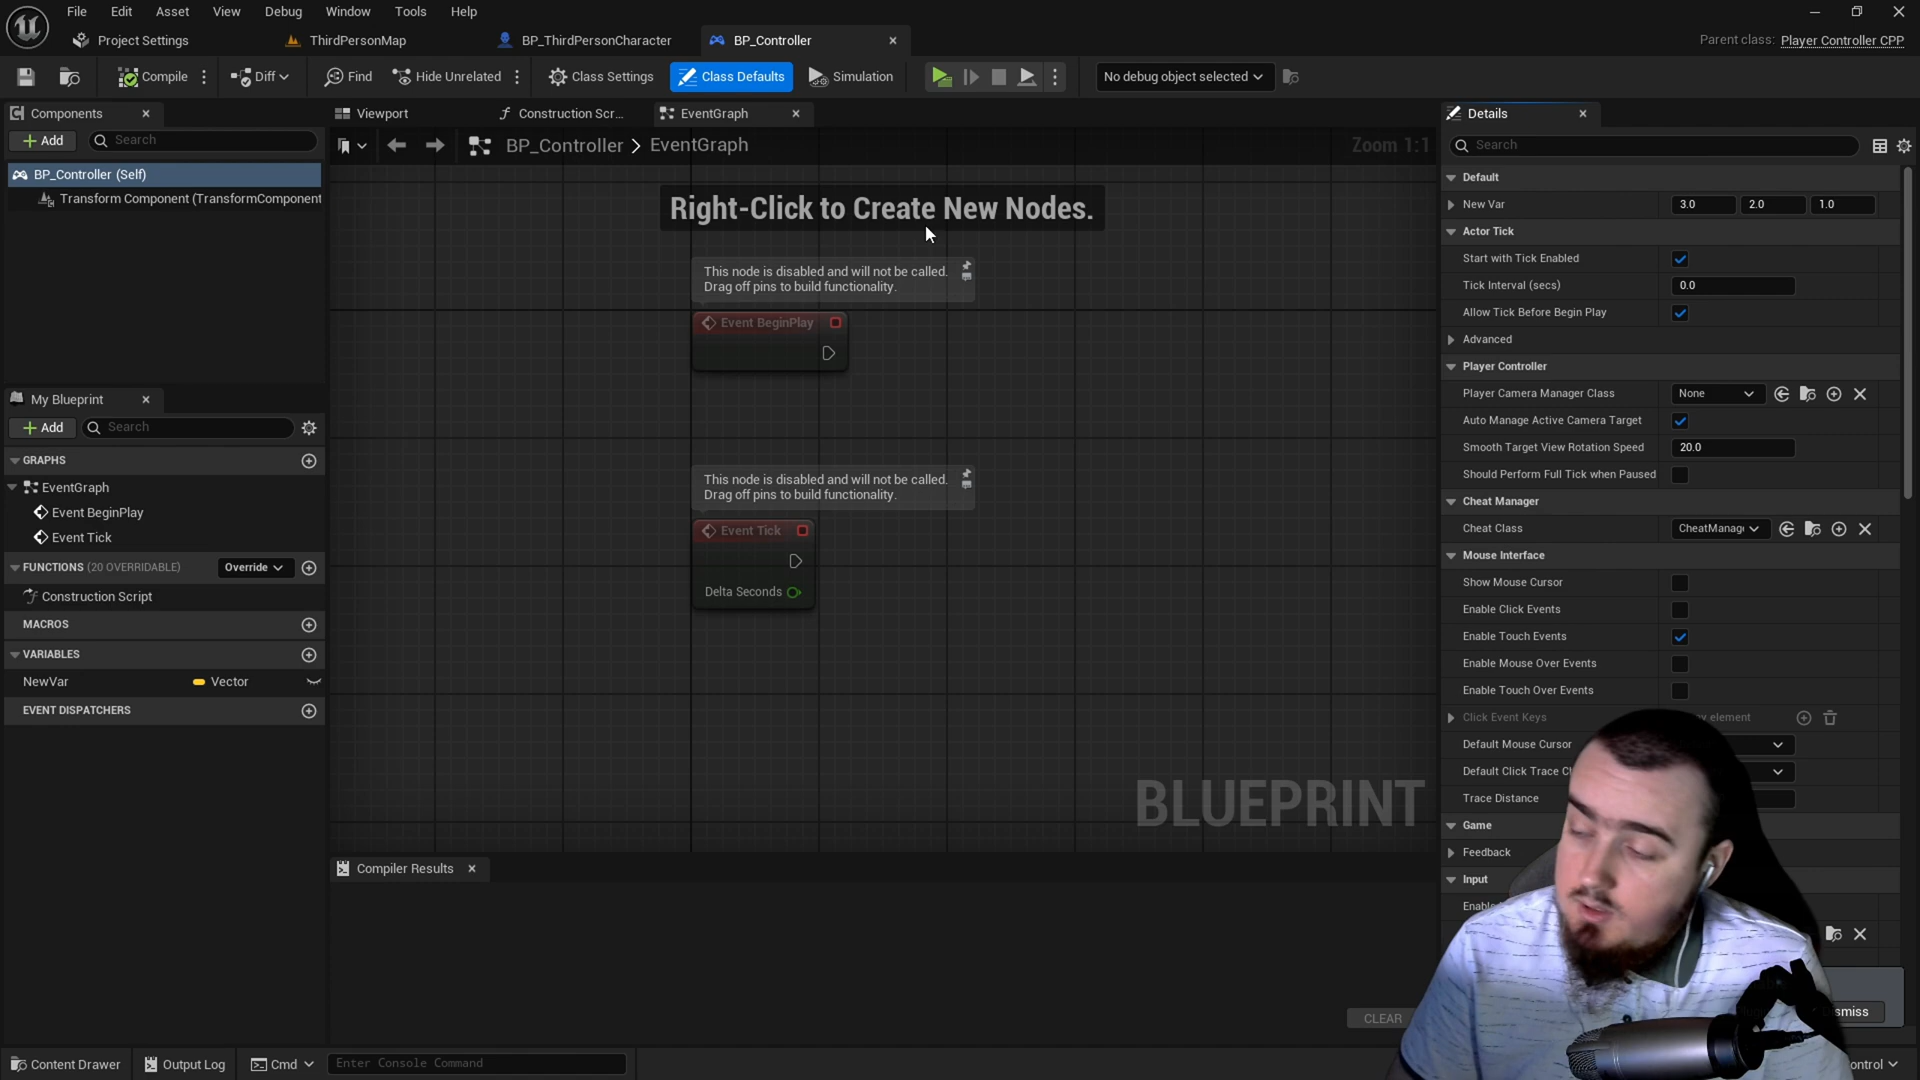 File Edit Asset View Debug Window Tools Help
Project Settings ThirdPersonMap BP_ThirdPersonCharacter BP_Controller Parent class: Player Controller CPP
Compile Diff Find Hide Unrelated Class Settings Class Defaults Simulation No debug object selected
Components
Add Search
BP_Controller (Self)
Transform Component (TransformComponent
My Blueprint
Add Search
GRAPHS
EventGraph
Event BeginPlay
Event Tick
FUNCTIONS (20 OVERRIDABLE) Override
Construction Script
MACROS
VARIABLES
NewVar Vector
EVENT DISPATCHERS
Viewport Construction Scr... EventGraph
BP_Controller > EventGraph Zoom 1:1
Right-Click to Create New Nodes.
This node is disabled and will not be called.
Drag off pins to build functionality.
Event BeginPlay
This node is disabled and will not be called.
Drag off pins to build functionality.
Event Tick
Delta Seconds
BLUEPRINT
Compiler Results
CLEAR
Details
Search
Default
New Var 3.0 2.0 1.0
Actor Tick
Start with Tick Enabled
Tick Interval (secs) 0.0
Allow Tick Before Begin Play
Advanced
Player Controller
Player Camera Manager Class None
Auto Manage Active Camera Target
Smooth Target View Rotation Speed 20.0
Should Perform Full Tick when Paused
Cheat Manager
Cheat Class CheatManag
Mouse Interface
Show Mouse Cursor
Enable Click Events
Enable Touch Events
Enable Mouse Over Events
Enable Touch Over Events
Click Event Keys element
Default Mouse Cursor
Default Click Trace
Trace Distance
Game
Feedback
Input
Content Drawer Output Log Cmd Enter Console Command